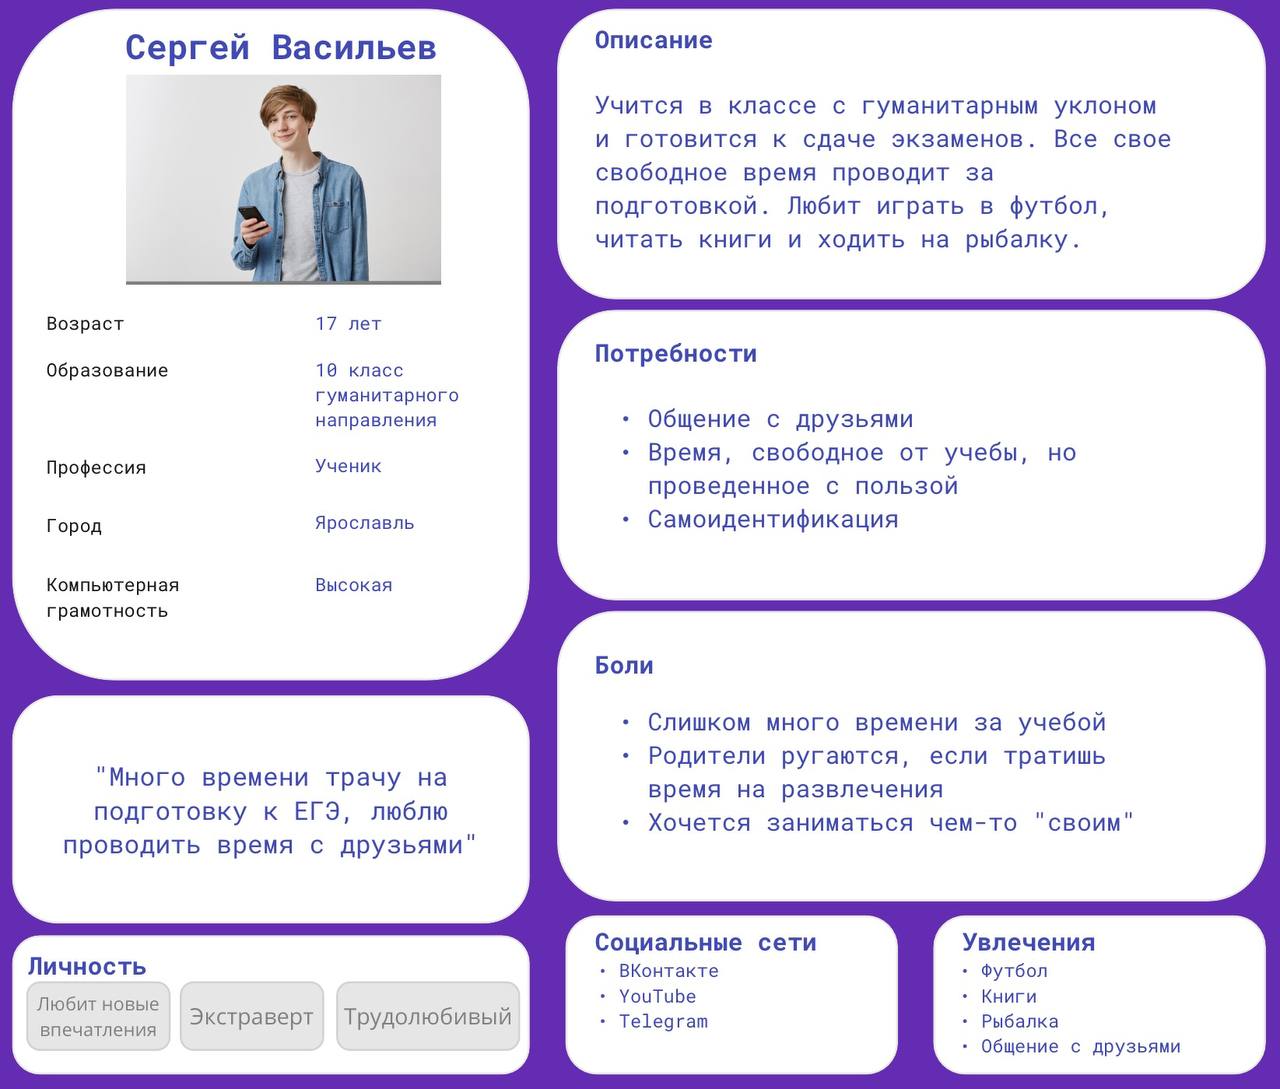 Сергей Васильев
Возраст
17 лет
Образование
10 класс
гуманитарного
направления
Профессия
Ученик
Город
Ярославль
Компьютерная
грамотность
Высокая
"Много времени трачу на
подготовку к ЕГЭ, люблю
проводить время с друзьями"
Личность
Любит новые
впечатления
Экстраверт
Трудолюбивый
Описание
Учится в классе с гуманитарным уклоном
и готовится к сдаче экзаменов. Все свое
свободное время проводит за
подготовкой. Любит играть в футбол,
читать книги и ходить на рыбалку.
Потребности
• Общение с друзьями
• Время, свободное от учебы, но
проведенное с пользой
• Самоидентификация
Боли
• Слишком много времени за учебой
• Родители ругаются, если тратишь
время на развлечения
• Хочется заниматься чем-то "своим"
Социальные сети
• ВКонтакте
• YouTube
• Telegram
Увлечения
• Футбол
• Книги
• Рыбалка
• Общение с друзьями